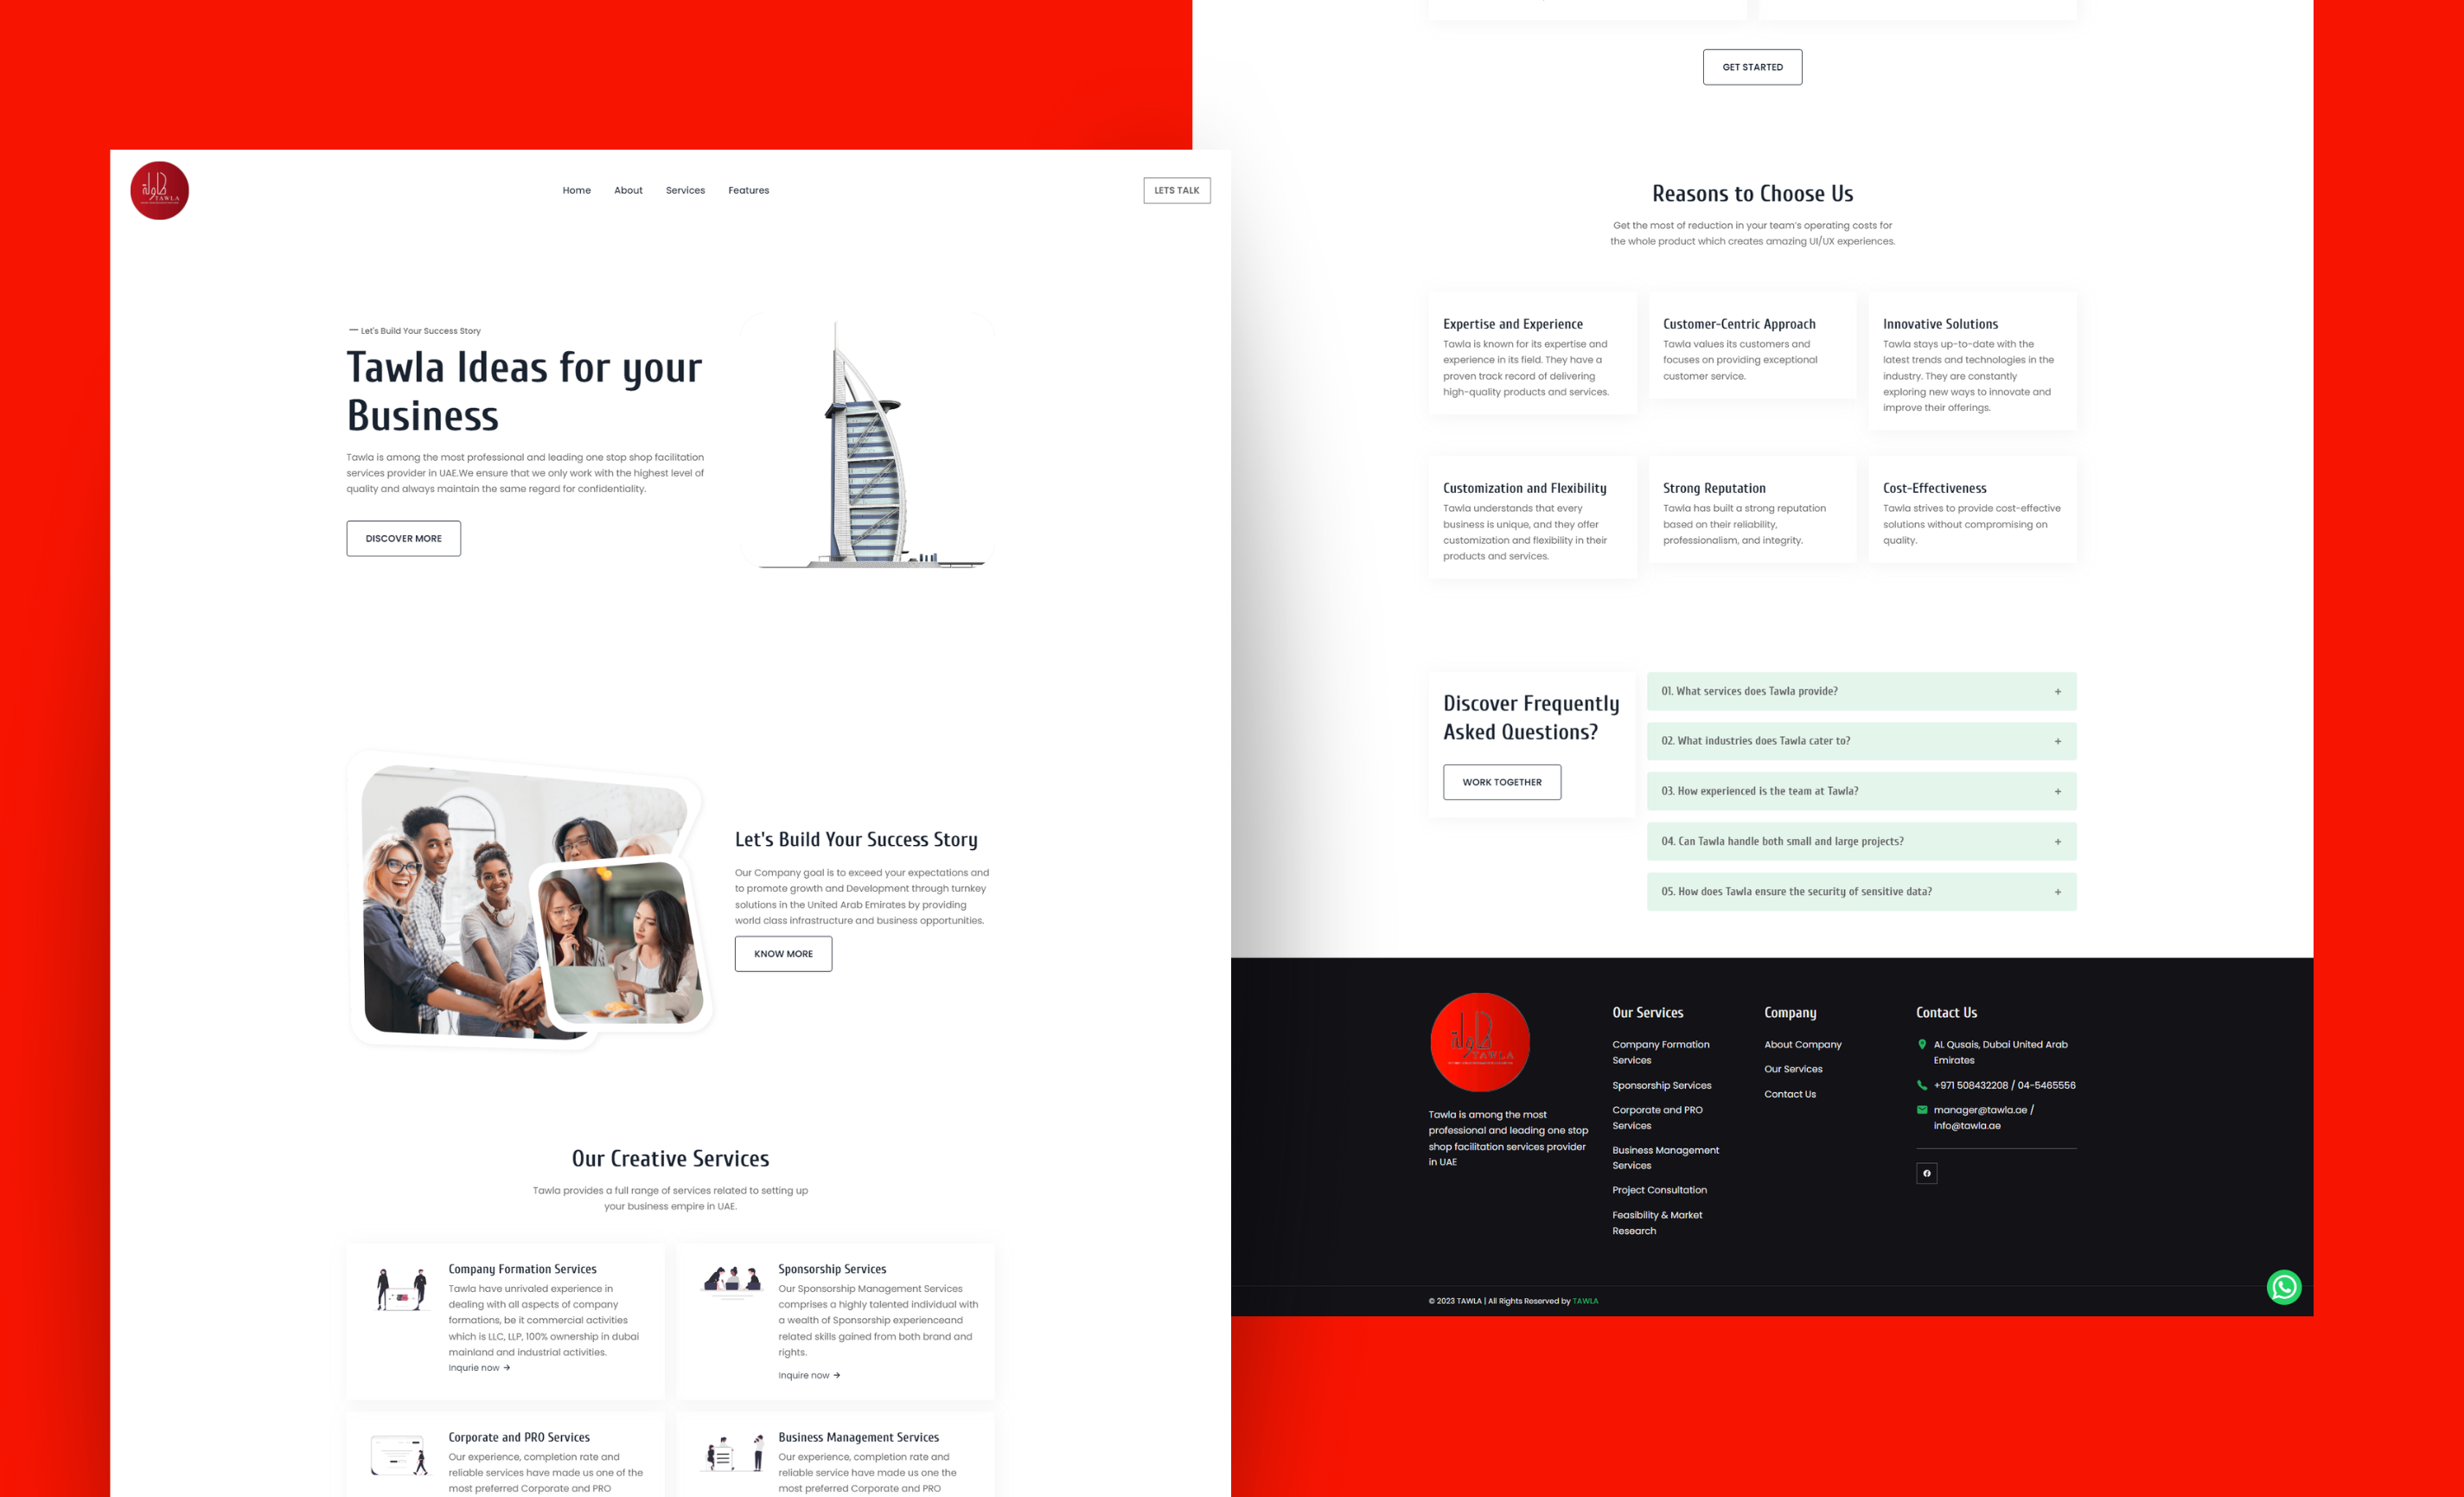 طاولة
TAWLA
Home
About
Services
Features
LETS TALK
Let's Build Your Success Story
Tawla Ideas for your
Business
Tawla is among the most professional and leading one stop shop facilitation
services provider in UAE.We ensure that we only work with the highest level of
quality and always maintain the same regard for confidentiality.
DISCOVER MORE
Let's Build Your Success Story
Our Company goal is to exceed your expectations and
to promote growth and Development through turnkey
solutions in the United Arab Emirates by providing
world class infrastructure and business opportunities.
KNOW MORE
Our Creative Services
Tawla provides a full range of services related to setting up
your business empire in UAE.
Company Formation Services
Tawla have unrivaled experience in
dealing with all aspects of company
formations, be it commercial activities
which is LLC, LLP, 100% ownership in dubai
mainland and industrial activities.
Inqurie now →
Sponsorship Services
Our Sponsorship Management Services
comprises a highly talented individual with
a wealth of Sponsorship experienceand
related skills gained from both brand and
rights.
Inquire now →
Corporate and PRO Services
Our experience, completion rate and
reliable services have made us one of the
most preferred Corporate and PRO
Business Management Services
Our experience, completion rate and
reliable service have made us one the
most preferred Corporate and PRO
GET STARTED
Reasons to Choose Us
Get the most of reduction in your team's operating costs for
the whole product which creates amazing UI/UX experiences.
Expertise and Experience
Tawla is known for its expertise and
experience in its field. They have a
proven track record of delivering
high-quality products and services.
Customer-Centric Approach
Tawla values its customers and
focuses on providing exceptional
customer service.
Innovative Solutions
Tawla stays up-to-date with the
latest trends and technologies in the
industry. They are constantly
exploring new ways to innovate and
improve their offerings.
Customization and Flexibility
Tawla understands that every
business is unique, and they offer
customization and flexibility in their
products and services.
Strong Reputation
Tawla has built a strong reputation
based on their reliability,
professionalism, and integrity.
Cost-Effectiveness
Tawla strives to provide cost-effective
solutions without compromising on
quality.
Discover Frequently
Asked Questions?
WORK TOGETHER
01. What services does Tawla provide? +
02. What industries does Tawla cater to? +
03. How experienced is the team at Tawla? +
04. Can Tawla handle both small and large projects? +
05. How does Tawla ensure the security of sensitive data? +
طاولة
TAWLA
Tawla is among the most
professional and leading one stop
shop facilitation services provider
in UAE
Our Services
Company Formation
Services
Sponsorship Services
Corporate and PRO
Services
Business Management
Services
Project Consultation
Feasibility & Market
Research
Company
About Company
Our Services
Contact Us
Contact Us
AL Qusais, Dubai United Arab
Emirates
+971 508432208 / 04-5465556
manager@tawla.ae /
info@tawla.ae
© 2023 TAWLA | All Rights Reserved by TAWLA